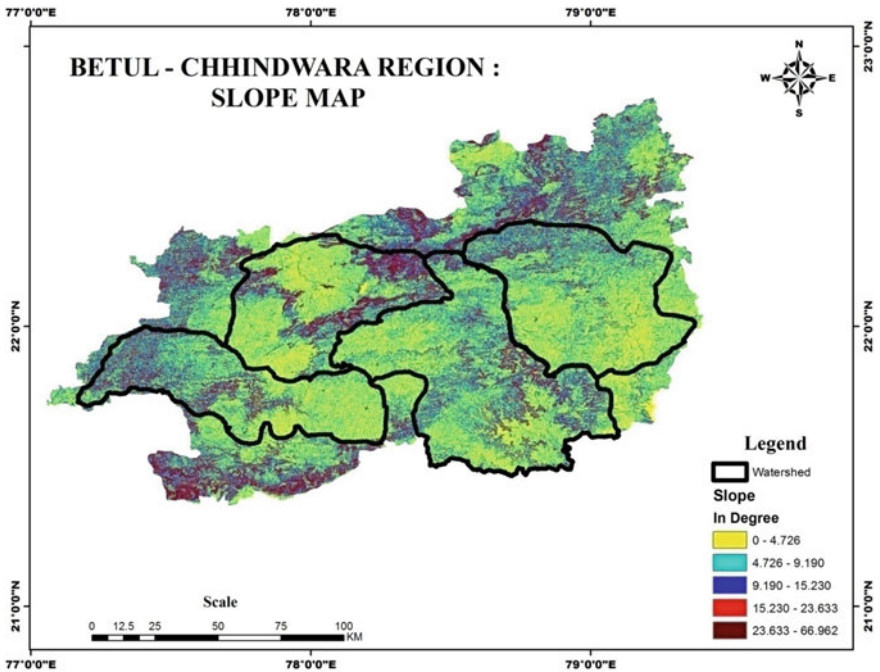 77°0'0"E 78°0'0"E 79°0'0"E
23°0'0"N
BETUL - CHHINDWARA REGION :
SLOPE MAP
N
W E
S
22°0'0"N 22°0'0"N
Legend
Watershed
Slope
In Degree
0 - 4.726
4.726 - 9.190
9.190 - 15.230
15.230 - 23.633
23.633 - 66.962
21°0'0"N 21°0'0"N
Scale
0 12.5 25 50 75 100
KM
77°0'0"E 78°0'0"E 79°0'0"E